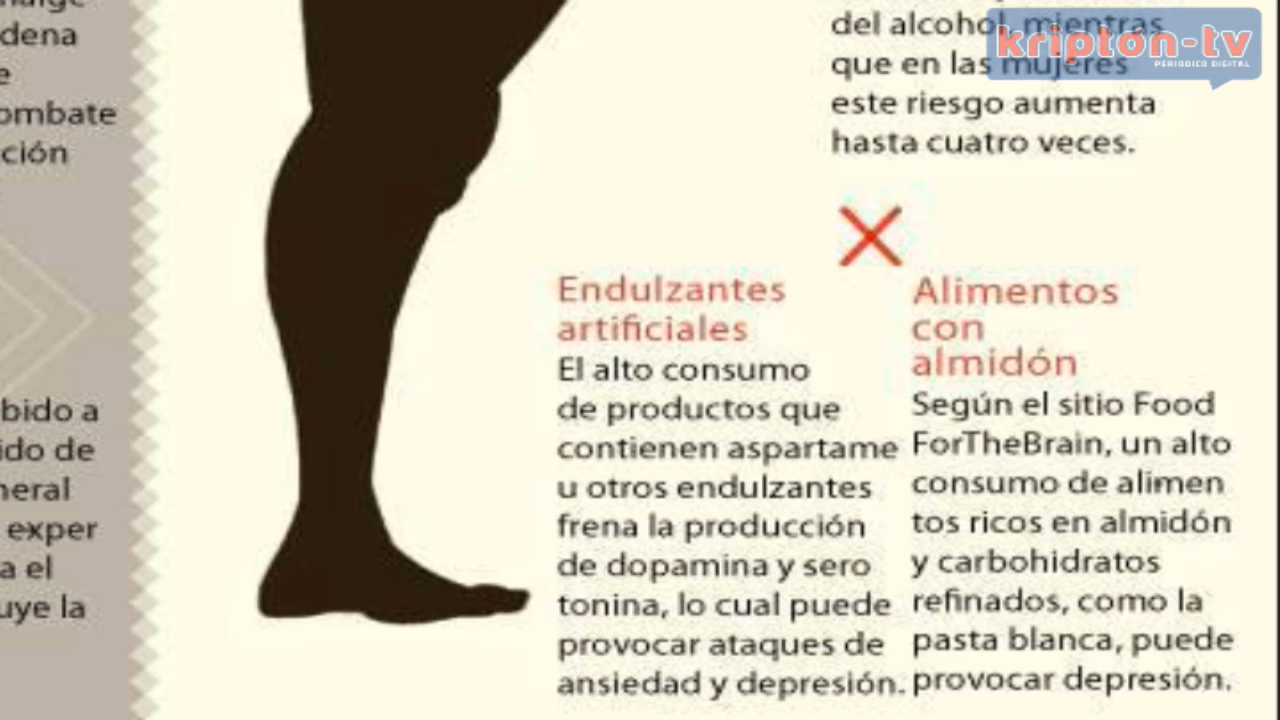 dena
e
ombate
ción
bido a
ido de
neral
exper
a el
uye la
del alcohol, mientras
que en las mujeres
este riesgo aumenta
hasta cuatro veces.
kripton-tv
PERIODICO DIGITAL
Endulzantes
artificiales
El alto consumo
de productos que
contienen aspartame
u otros endulzantes
frena la producción
de dopamina y sero
tonina, lo cual puede
provocar ataques de
ansiedad y depresión.
Alimentos
con
almidón
Según el sitio Food
ForTheBrain, un alto
consumo de alimen
tos ricos en almidón
y carbohidratos
refinados, como la
pasta blanca, puede
provocar depresión.